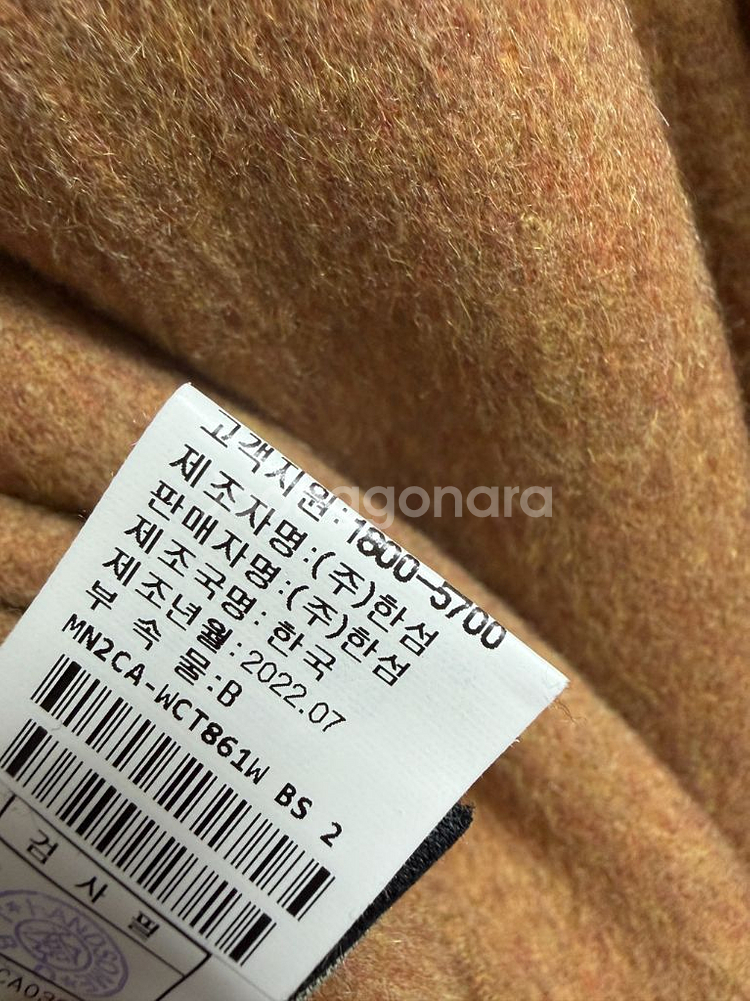 고객지원:1800-5700
제조자명:(주)한섬
판매자명:(주)한섬
제조국명:한국
제조년월:2022.07
부 속 물:B
MN2CA-WCT861W BS 2
검 사 필
agonara